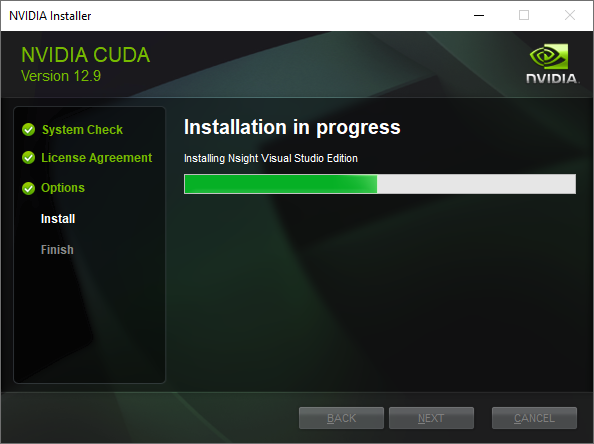 NVIDIA Installer
NVIDIA CUDA
Version 12.9
NVIDIA.
System Check
License Agreement
Options
Install
Finish
Installation in progress
Installing Nsight Visual Studio Edition
BACK
NEXT
CANCEL